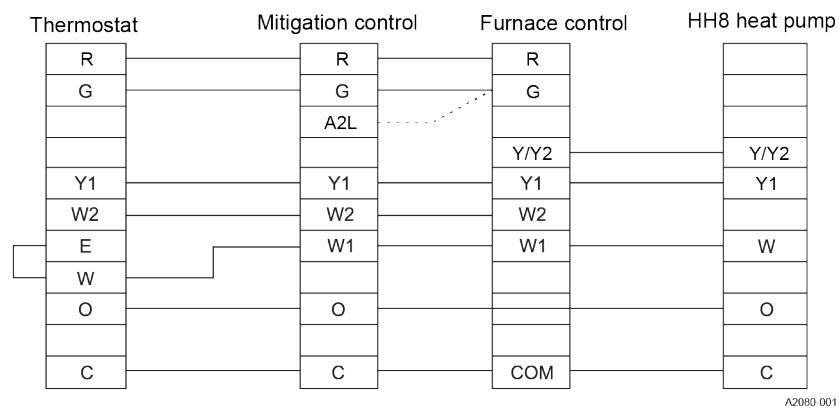 Thermostat Mitigation control Furnace control HH8 heat pump
R R R
G G G
A2L
Y/Y2 Y/Y2
Y1 Y1 Y1 Y1
W2 W2 W2
E W1 W1 W
W
O O O
C C COM C
A2080-001